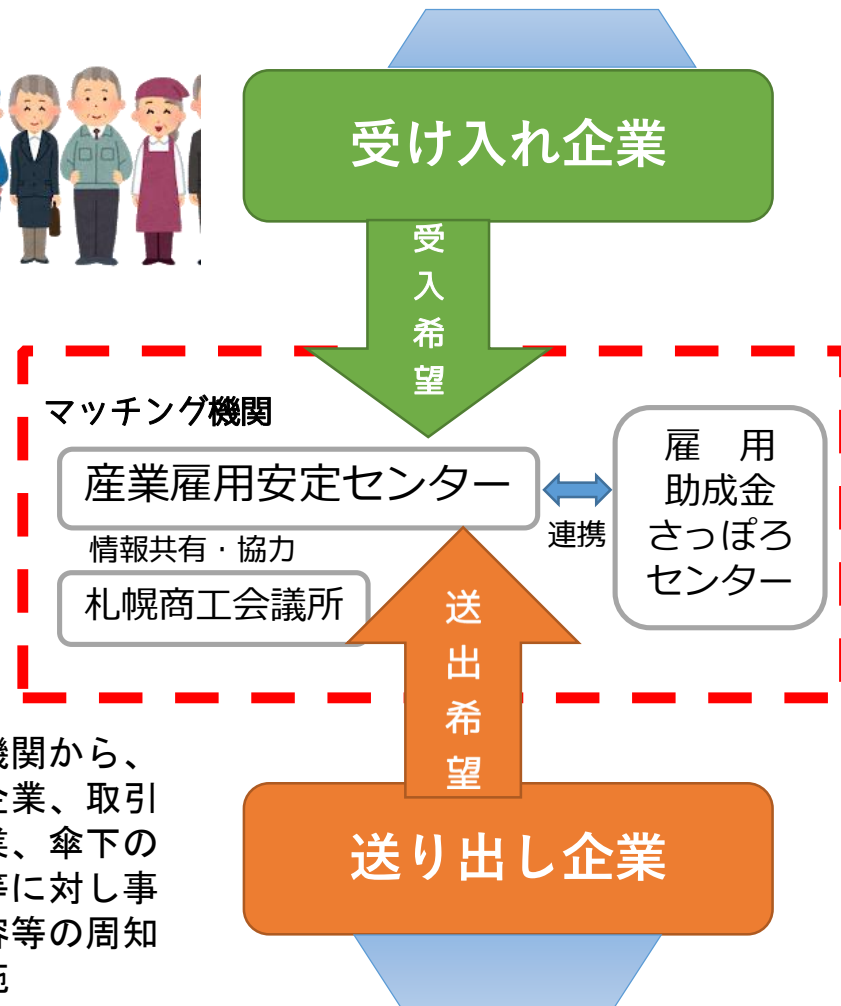 受け入れ企業
受入希望
マッチング機関
産業雇用安定センター
情報共有・協力
札幌商工会議所
連携
雇　用
助成金
さっぽろ
センター
送出希望
送り出し企業
機関から、
企業、取引
業、傘下の
等に対し事
容等の周知